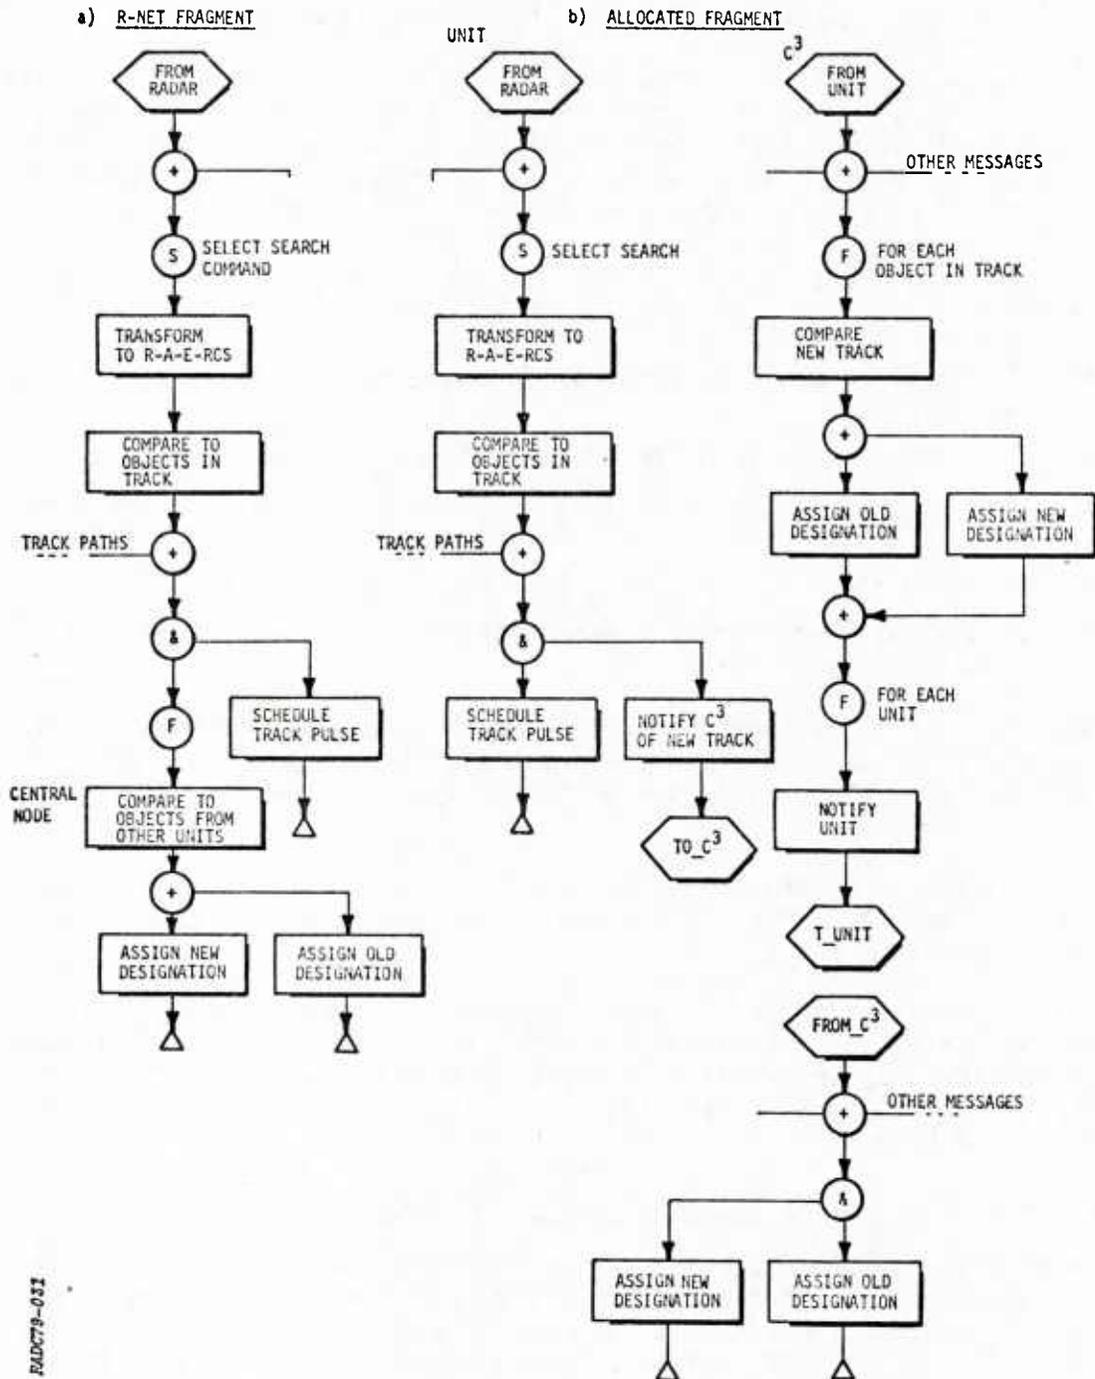 a) R-NET FRAGMENT
FROM
RADAR
+
S
SELECT SEARCH
COMMAND
TRANSFORM
TO R-A-E-RCS
COMPARE TO
OBJECTS IN
TRACK
TRACK PATHS
+
&
F
SCHEDULE
TRACK PULSE
CENTRAL
NODE
COMPARE TO
OBJECTS FROM
OTHER UNITS
+
ASSIGN NEW
DESIGNATION
ASSIGN OLD
DESIGNATION
b) ALLOCATED FRAGMENT
UNIT
FROM
RADAR
+
S
SELECT SEARCH
TRANSFORM TO
R-A-E-RCS
COMPARE TO
OBJECTS IN
TRACK
TRACK PATHS
+
&
SCHEDULE
TRACK PULSE
NOTIFY C³
OF NEW TRACK
TO_C³
C³
FROM
UNIT
+
OTHER MESSAGES
F
FOR EACH
OBJECT IN TRACK
COMPARE
NEW TRACK
+
ASSIGN OLD
DESIGNATION
ASSIGN NEW
DESIGNATION
+
F
FOR EACH
UNIT
NOTIFY
UNIT
T_UNIT
FROM_C³
+
OTHER MESSAGES
&
ASSIGN NEW
DESIGNATION
ASSIGN OLD
DESIGNATION
RADC79-031